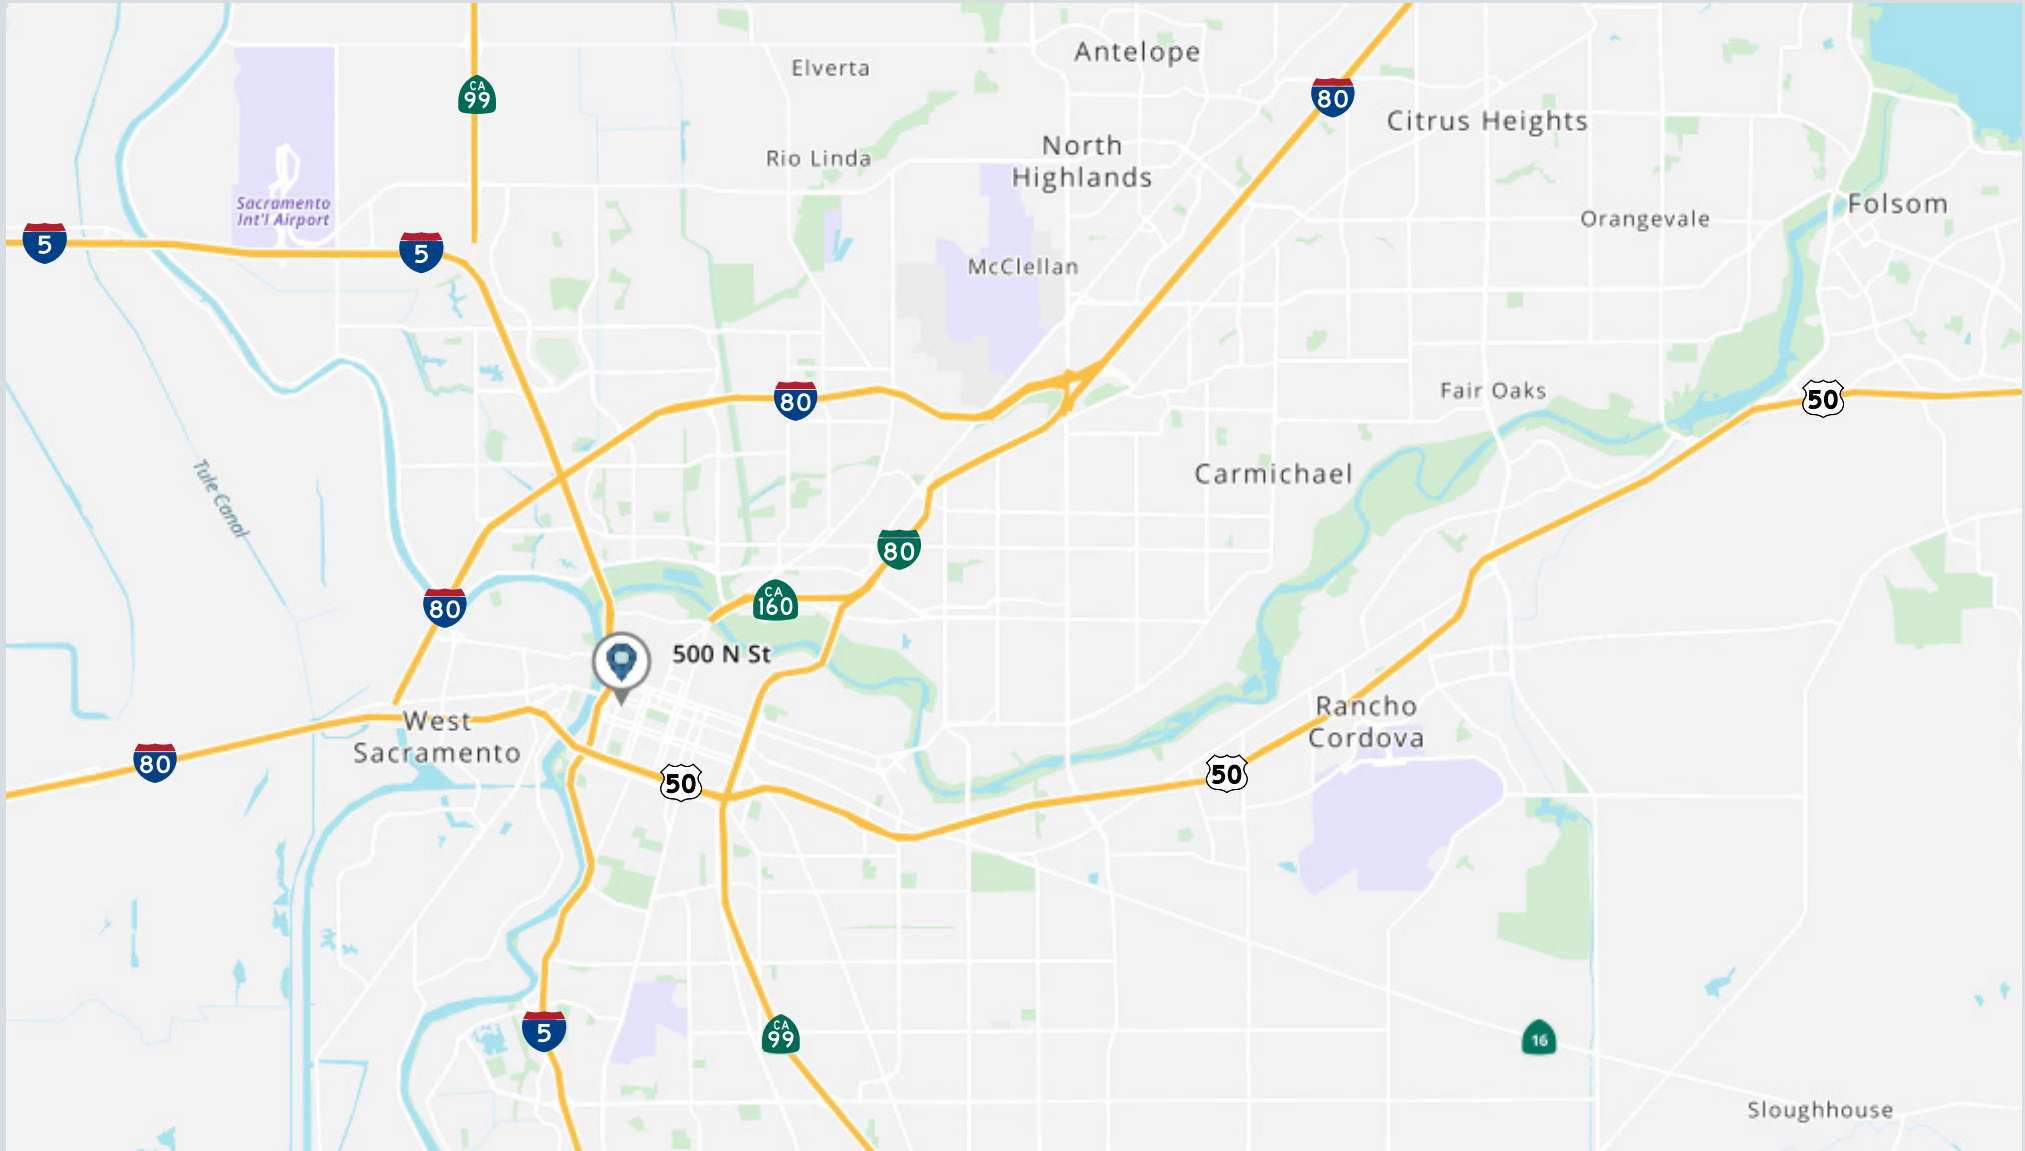 Antelope
Elverta
CA
99
80
Citrus Heights
North
Highlands
Rio Linda
Sacramento
Int'l Airport
Folsom
Orangevale
5
5
McClellan
80
Fair Oaks
50
Carmichael
Tule Canal
80
80
CA
160
500 N St
West
Sacramento
Rancho
Cordova
80
50
50
5
CA
99
16
Sloughhouse